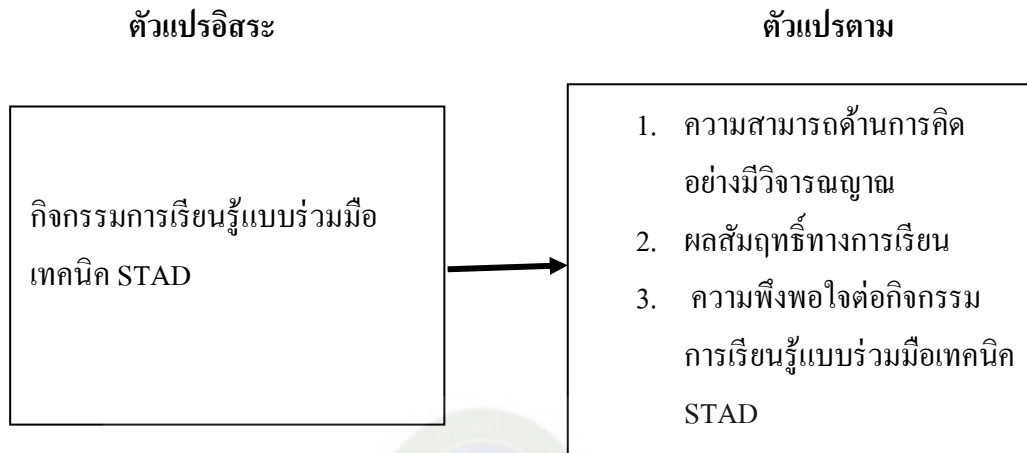 ตัวแปรอิสระ
ตัวแปรตาม
กิจกรรมการเรียนรู้แบบร่วมมือ
เทคนิค STAD
1. ความสามารถด้านการคิด
อย่างมีวิจารณญาณ
2. ผลสัมฤทธิ์ทางการเรียน
3. ความพึงพอใจต่อกิจกรรม
การเรียนรู้แบบร่วมมือเทคนิค
STAD